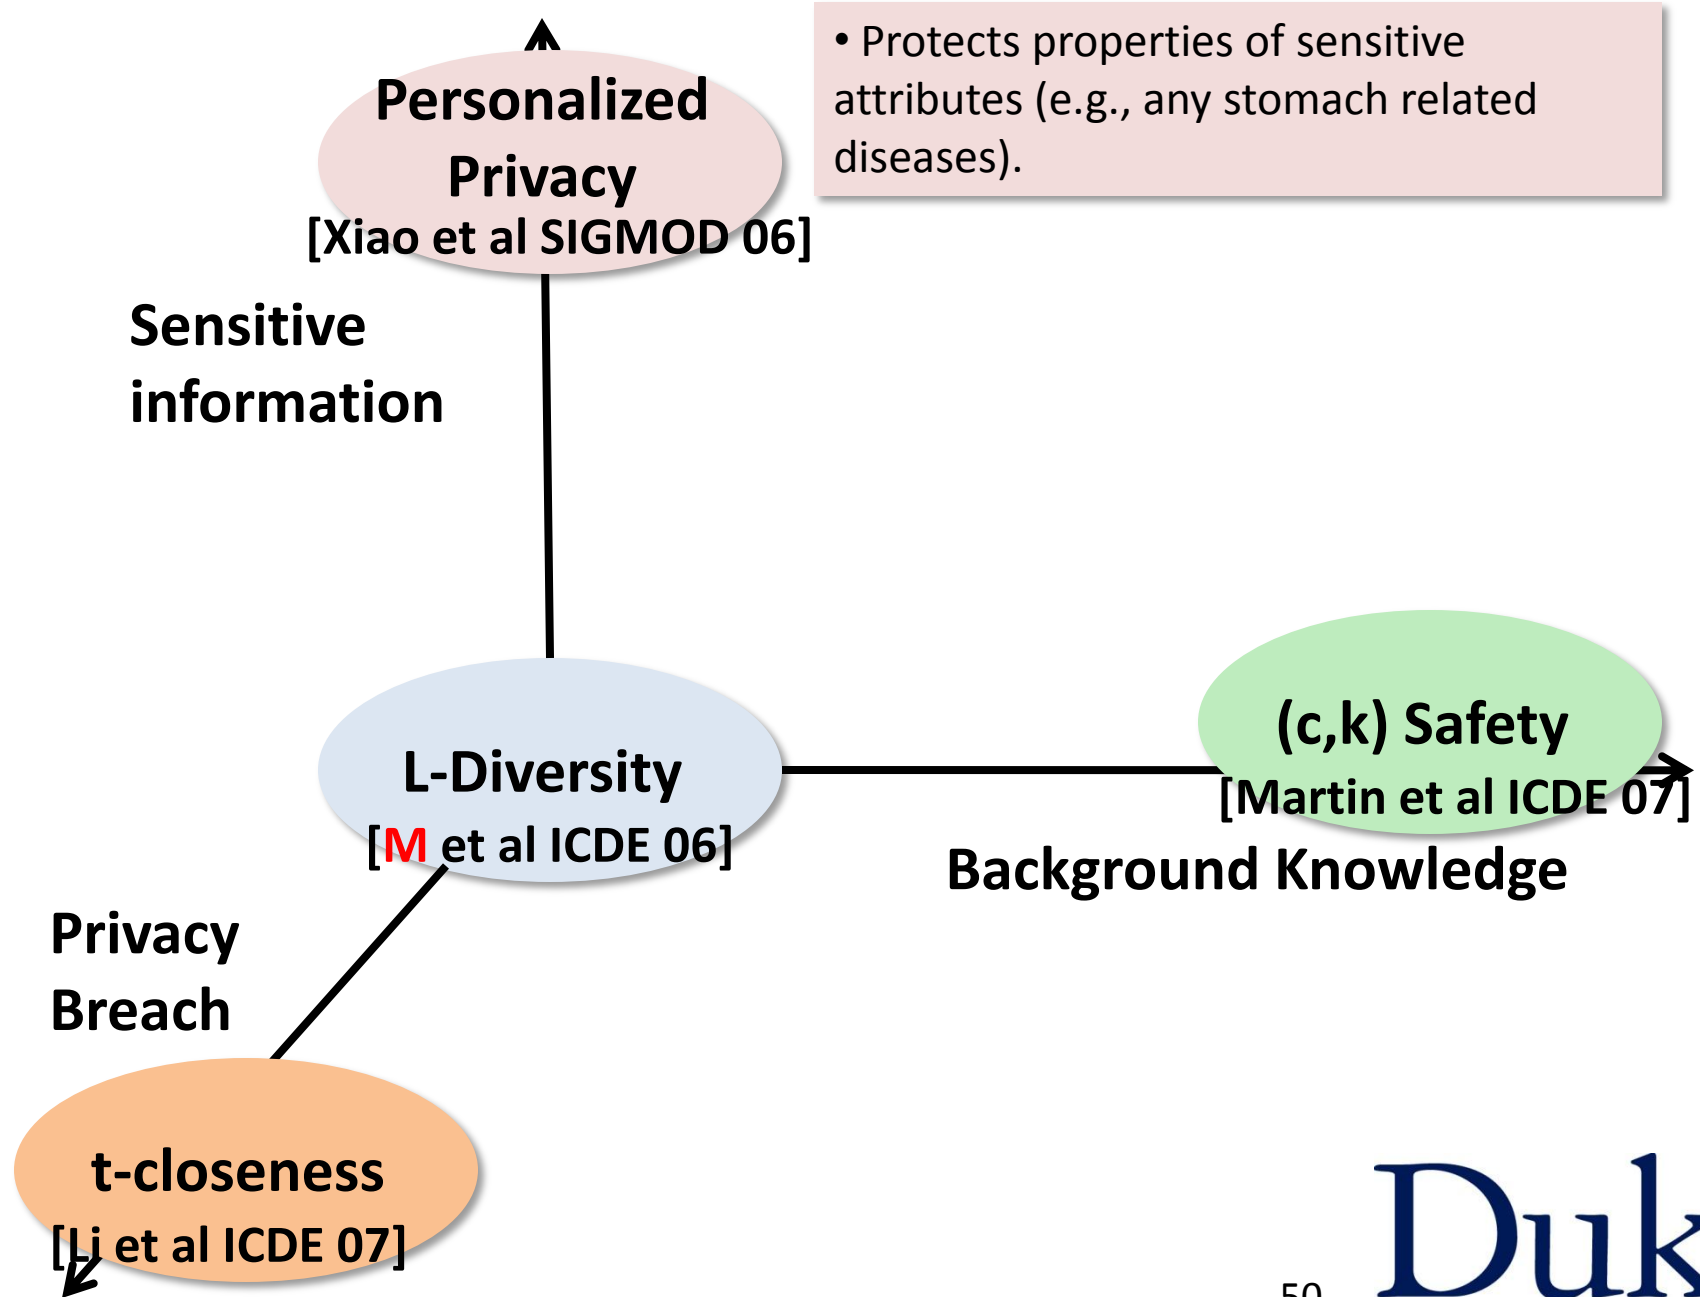 Personalized
Privacy
[Xiao et al SIGMOD 06]
• Protects properties of sensitive
attributes (e.g., any stomach related
diseases).
Sensitive
information
(c,k) Safety
[Martin et al ICDE 07]
L-Diversity
[M et al ICDE 06]
Background Knowledge
Privacy
Breach
t-closeness
[Li et al ICDE 07]
50
Duk